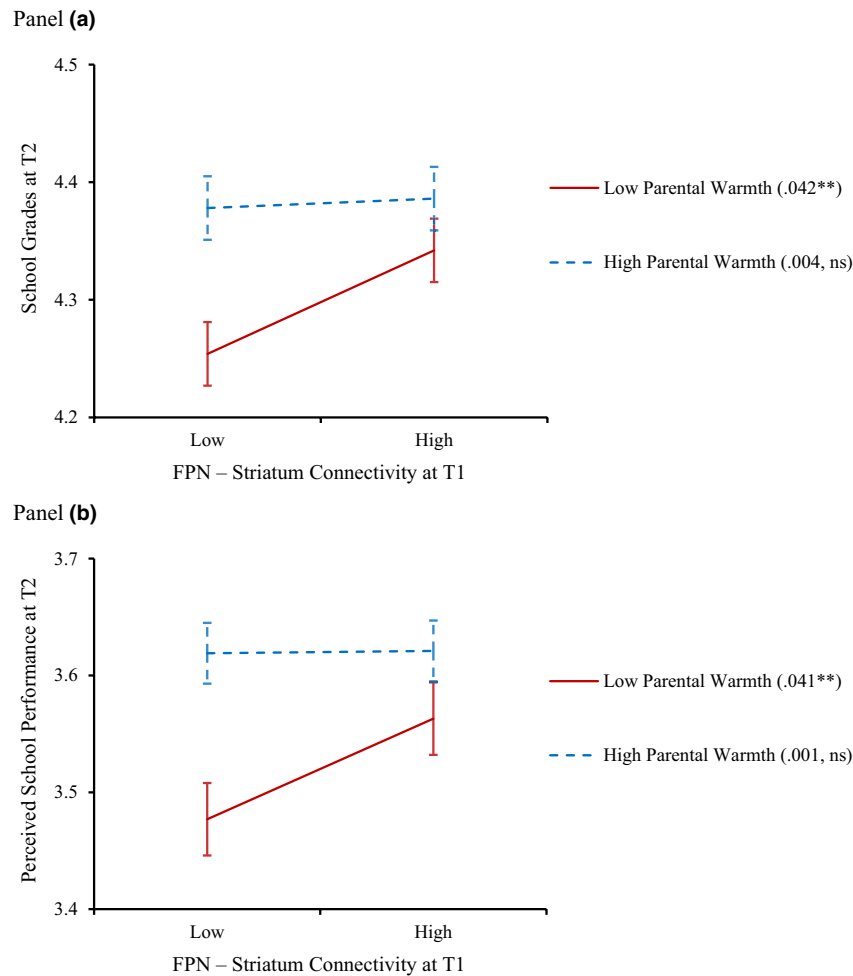 Panel (a)
4.5
4.4
4.3
4.2
School Grades at T2
Low
High
FPN – Striatum Connectivity at T1
Low Parental Warmth (.042**)
High Parental Warmth (.004, ns)
Panel (b)
3.7
3.6
3.5
3.4
Perceived School Performance at T2
Low
High
FPN – Striatum Connectivity at T1
Low Parental Warmth (.041**)
High Parental Warmth (.001, ns)